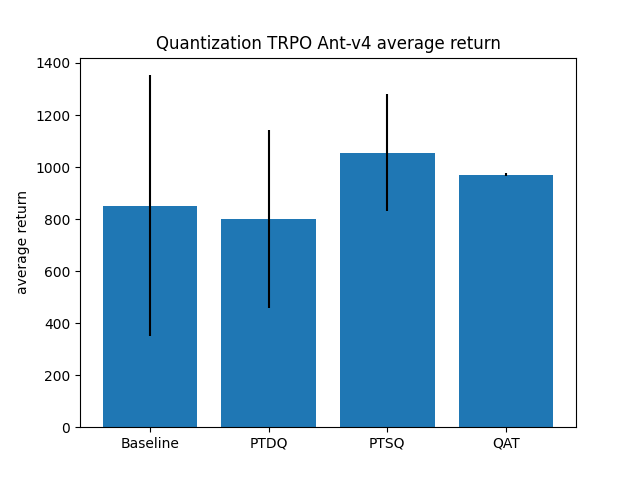 Quantization TRPO Ant-v4 average return
1400
1200
1000
800
600
400
200
0
average return
Baseline PTDQ PTSQ QAT